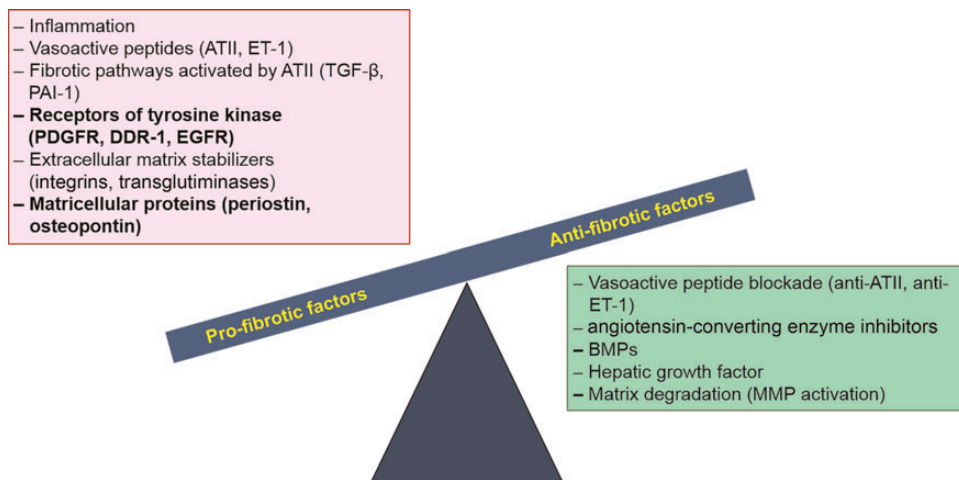 – Inflammation
– Vasoactive peptides (ATII, ET-1)
– Fibrotic pathways activated by ATII (TGF-β,
PAI-1)
– Receptors of tyrosine kinase
(PDGFR, DDR-1, EGFR)
– Extracellular matrix stabilizers
(integrins, transglutiminases)
– Matricellular proteins (periostin,
osteopontin)
Pro-fibrotic factors
Anti-fibrotic factors
– Vasoactive peptide blockade (anti-ATII, anti-
ET-1)
– angiotensin-converting enzyme inhibitors
– BMPs
– Hepatic growth factor
– Matrix degradation (MMP activation)